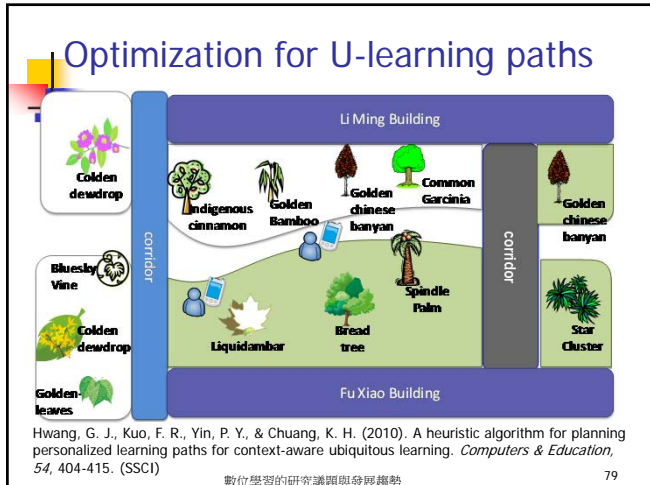 Optimization for U-learning paths
Li Ming Building
Colden
dewdrop
corridor
Indigenous
cinnamon
Golden
Bamboo
Golden
chinese
banyan
Common
Garcinia
corridor
Golden
chinese
banyan
Bluesky
Vine
Colden
dewdrop
Golden-
leaves
Liquidambar
Bread
tree
Spindle
Palm
Star
Cluster
Fu Xiao Building
Hwang, G. J., Kuo, F. R., Yin, P. Y., & Chuang, K. H. (2010). A heuristic algorithm for planning
personalized learning paths for context-aware ubiquitous learning. Computers & Education,
54, 404-415. (SSCI)
數位學習的研究議題與發展趨勢
79